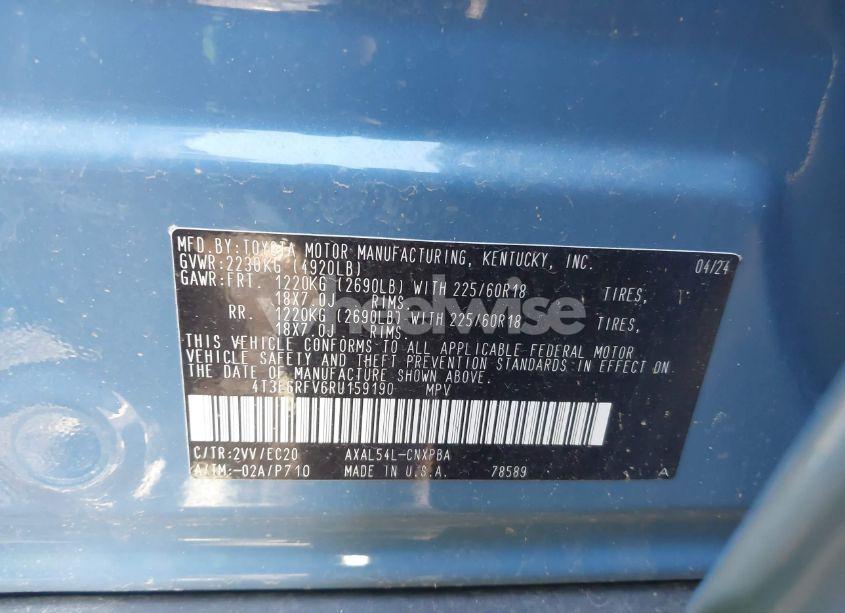 MFD.BY:TOYOTA MOTOR MANUFACTURING, KENTUCKY, INC. 04/24
GVWR:2230KG (4920LB)
GAWR:FRT. 1220KG (2690LB) WITH 225/60R18 TIRES,
18X7.0J RIMS,
RR. 1220KG (2690LB) WITH 225/60R18 TIRES,
18X7.0J RIMS,
THIS VEHICLE CONFORMS TO ALL APPLICABLE FEDERAL MOTOR
VEHICLE SAFETY AND THEFT PREVENTION STANDARDS IN EFFECT ON
THE DATE OF MANUFACTURE SHOWN ABOVE.
4T3E6RFV6RU159190 MPV
C/TR:2VV/EC20 AXAL54L-CNXPBA
A/TM:-02A/P710 MADE IN U.S.A. 78589 A
wheelwise